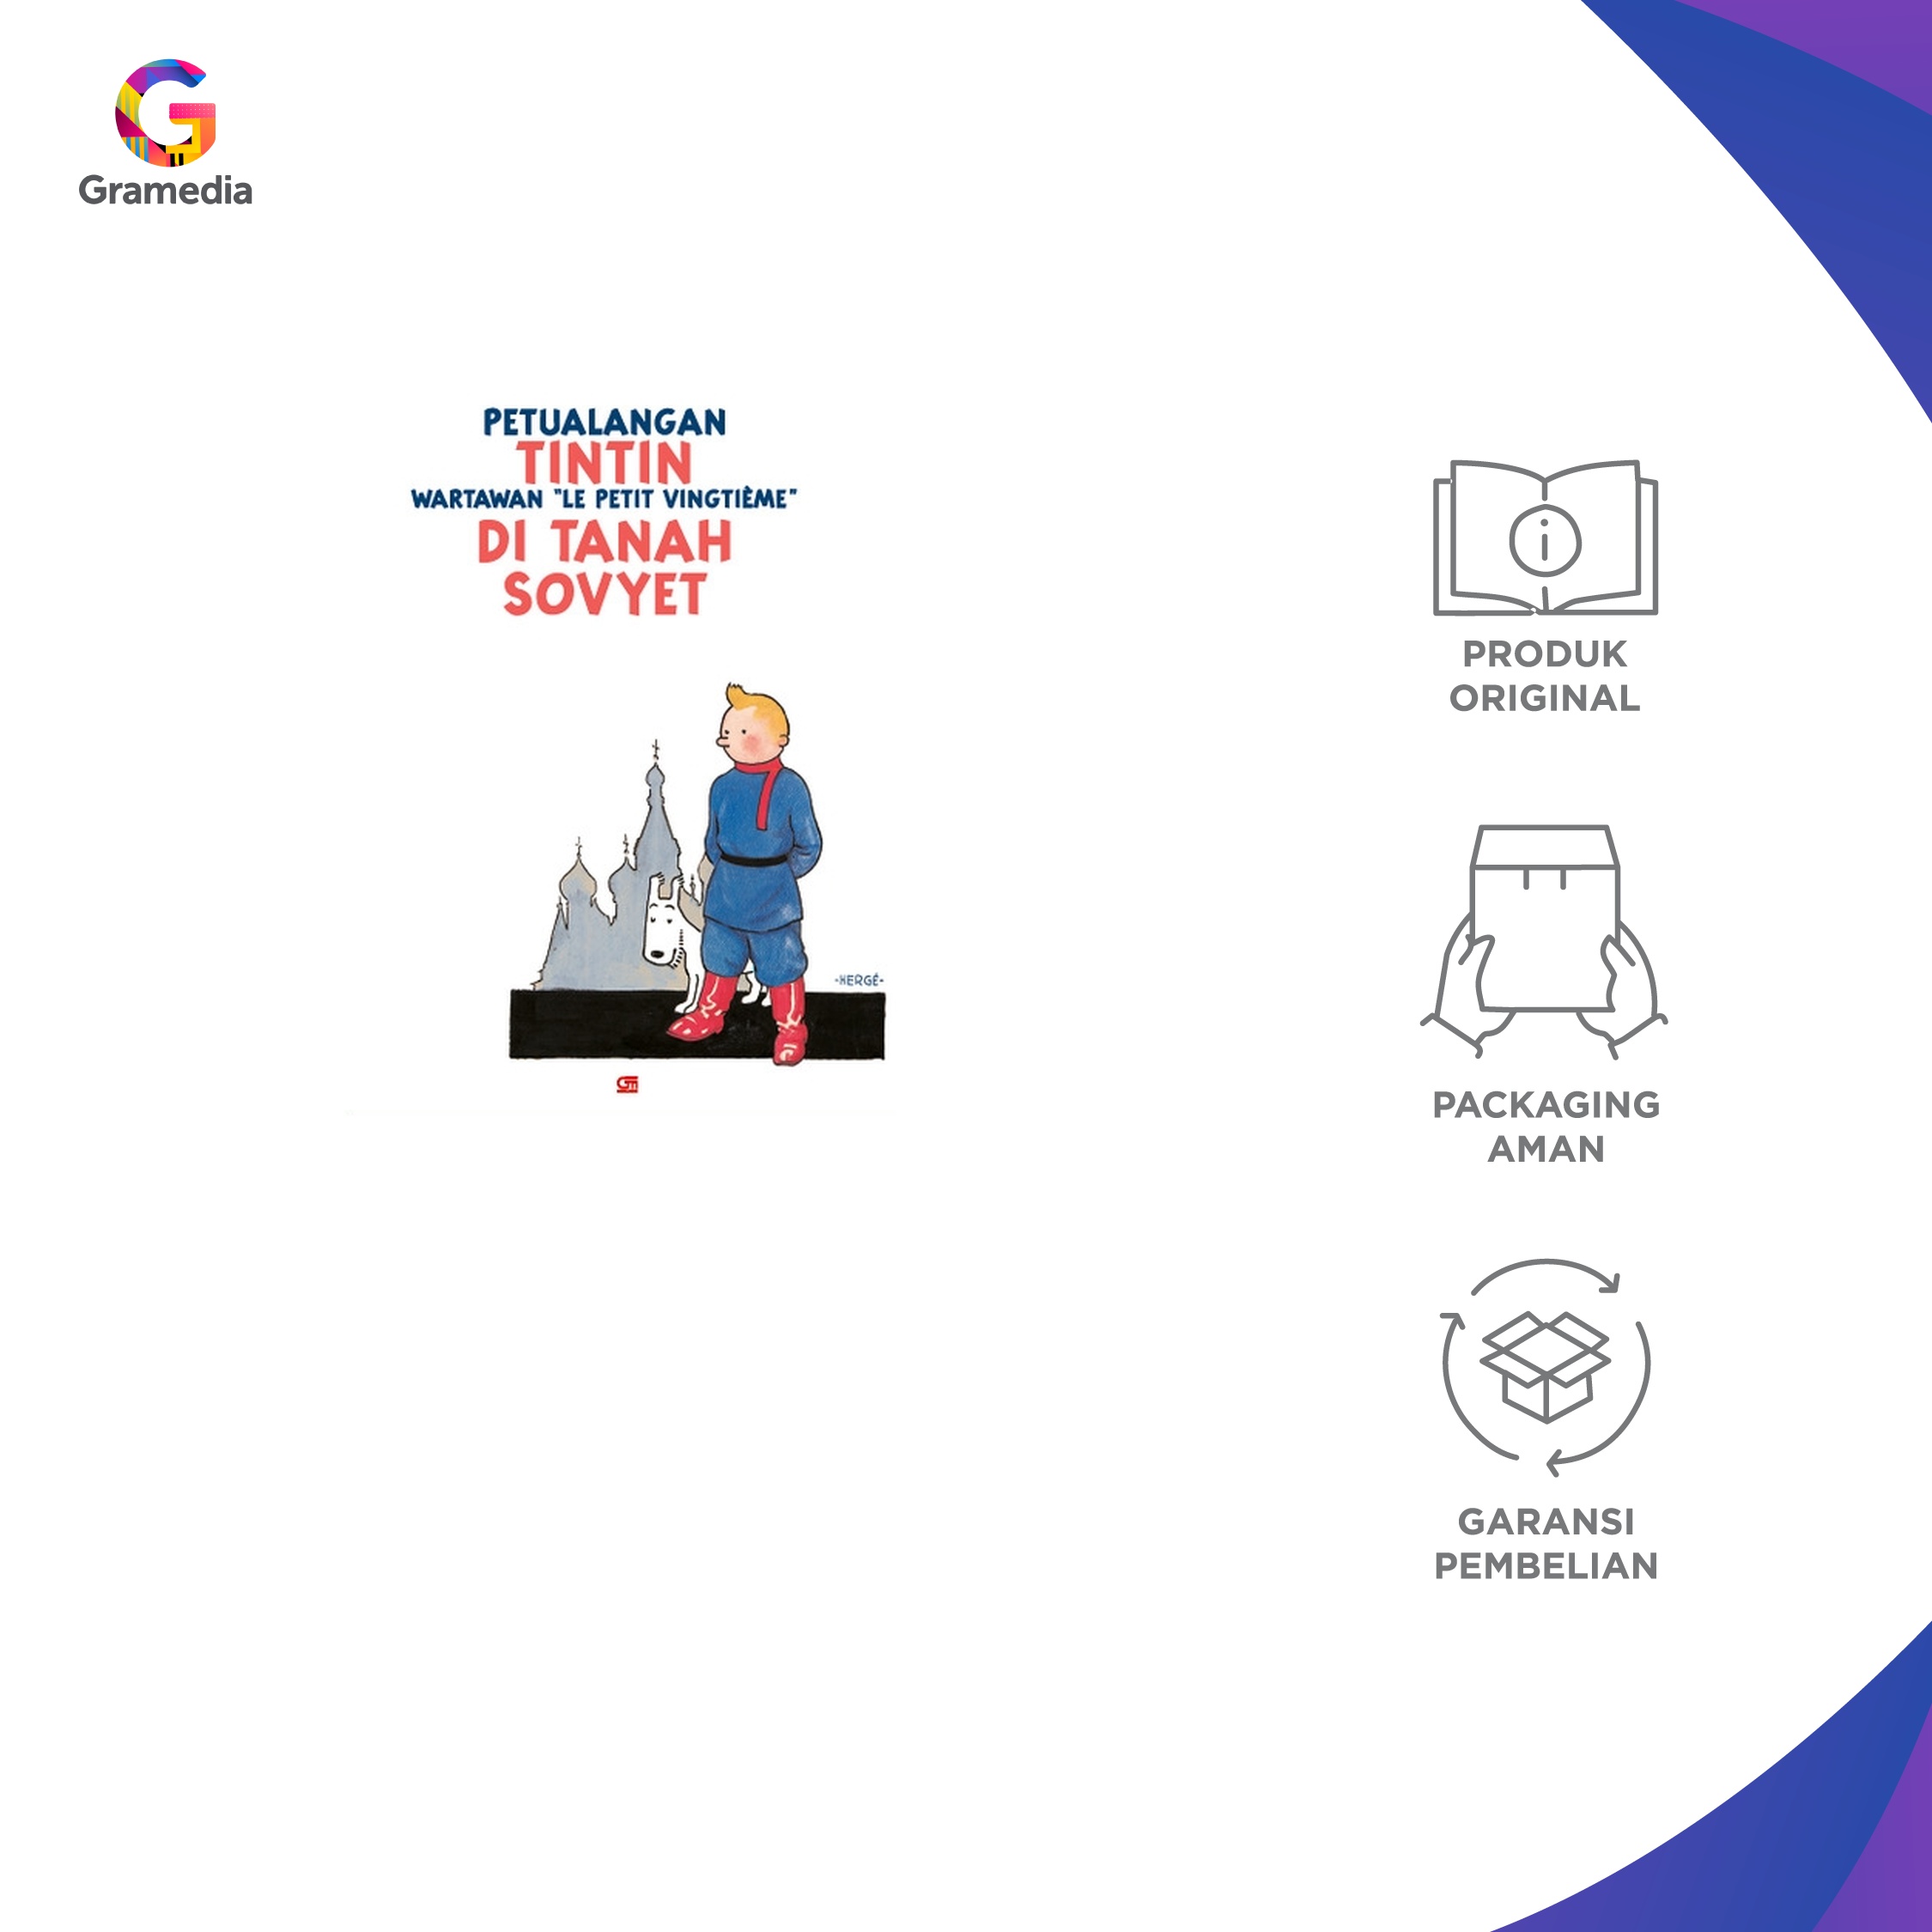 Gramedia
PETUALANGAN
TINTIN
WARTAWAN "LE PETIT VINGTIÈME"
DI TANAH
SOVYET
-HERGÉ-
PRODUK
ORIGINAL
PACKAGING
AMAN
GARANSI
PEMBELIAN